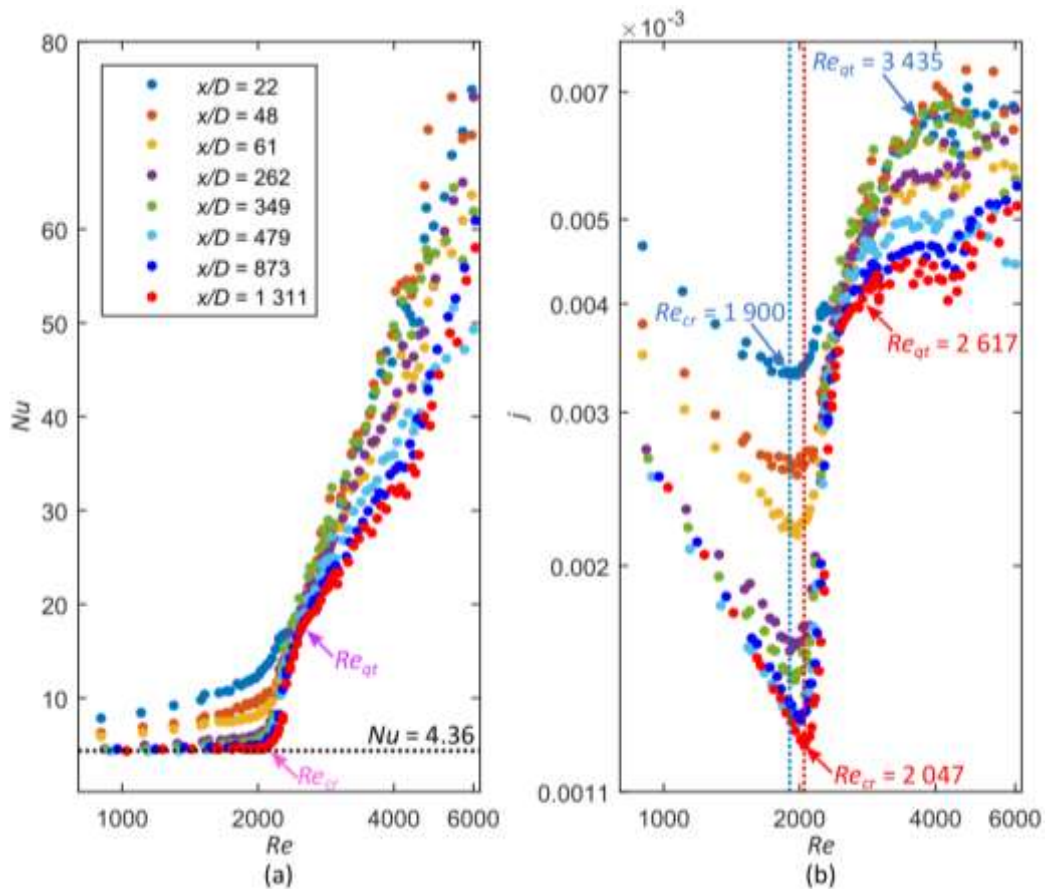 80
70
60
50
40
30
20
10
Nu
x/D = 22
x/D = 48
x/D = 61
x/D = 262
x/D = 349
x/D = 479
x/D = 873
x/D = 1 311
Re_qt
Nu = 4.36
Re_cr
1000 2000 4000 6000
Re
(a)
× 10^-3
0.007
0.005
0.004
0.003
0.002
0.0011
j
Re_qt = 3 435
Re_cr = 1 900
Re_qt = 2 617
Re_cr = 2 047
1000 2000 4000 6000
Re
(b)